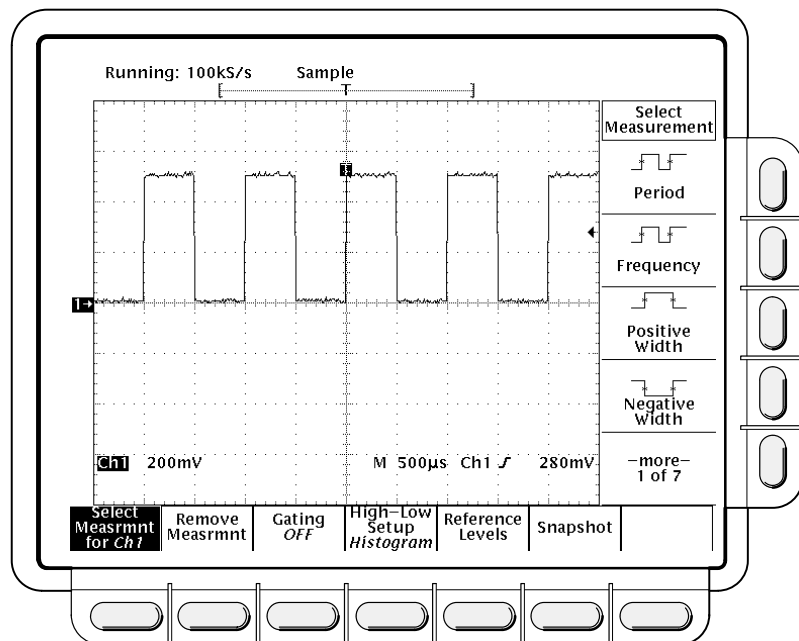 Running: 100kS/s Sample
T
Select
Measurement
Period
Frequency
1→
Positive
Width
Negative
Width
Ch1 200mV M 500µs Ch1 280mV
–more–
1 of 7
Select
Measrmnt
for Ch1
Remove
Measrmnt
Gating
OFF
High–Low
Setup
Histogram
Reference
Levels
Snapshot